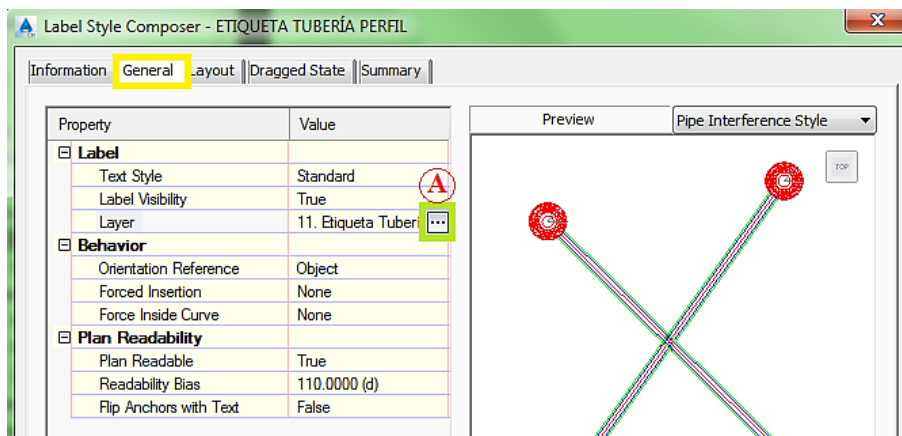 Label Style Composer - ETIQUETA TUBERÍA PERFIL
Information General Layout Dragged State Summary
Property Value
Label
Text Style Standard
Label Visibility True
Layer 11. Etiqueta Tuberí ...
Behavior
Orientation Reference Object
Forced Insertion None
Force Inside Curve None
Plan Readability
Plan Readable True
Readability Bias 110.0000 (d)
Flip Anchors with Text False
A
Preview Pipe Interference Style
TOP